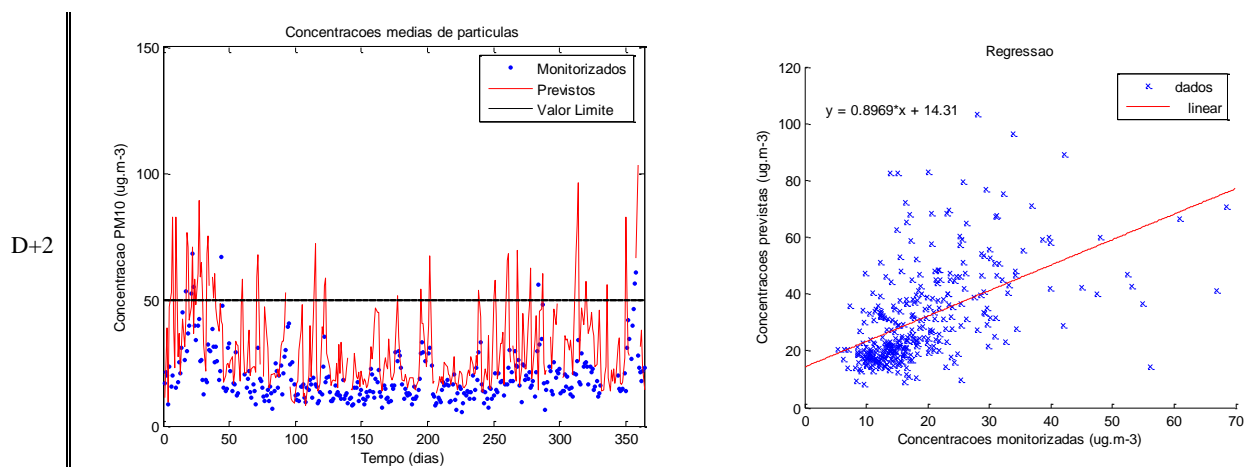 D+2
Concentracoes medias de particulas
Concentracao PM10 (ug.m-3)
150
100
50
0
Monitorizados
Previstos
Valor Limite
0 50 100 150 200 250 300 350
Tempo (dias)
Regressao
Concentracoes previstas (ug.m-3)
120
100
80
60
40
20
0
y = 0.8969*x + 14.31
dados
linear
0 10 20 30 40 50 60 70
Concentracoes monitorizadas (ug.m-3)